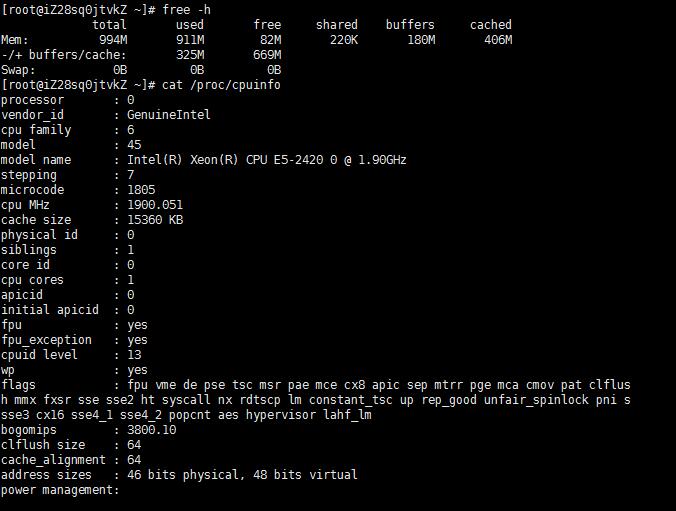 [root@iZ28sq0jtvkZ ~]# free -h
             total       used       free     shared    buffers     cached
Mem:          994M       911M        82M       220K       180M       406M
-/+ buffers/cache:       325M       669M
Swap:           0B         0B         0B
[root@iZ28sq0jtvkZ ~]# cat /proc/cpuinfo
processor       : 0
vendor_id       : GenuineIntel
cpu family      : 6
model           : 45
model name      : Intel(R) Xeon(R) CPU E5-2420 0 @ 1.90GHz
stepping        : 7
microcode       : 1805
cpu MHz         : 1900.051
cache size      : 15360 KB
physical id     : 0
siblings        : 1
core id         : 0
cpu cores       : 1
apicid          : 0
initial apicid  : 0
fpu             : yes
fpu_exception   : yes
cpuid level     : 13
wp              : yes
flags           : fpu vme de pse tsc msr pae mce cx8 apic sep mtrr pge mca cmov pat clflus
h mmx fxsr sse sse2 ht syscall nx rdtscp lm constant_tsc up rep_good unfair_spinlock pni s
sse3 cx16 sse4_1 sse4_2 popcnt aes hypervisor lahf_lm
bogomips        : 3800.10
clflush size    : 64
cache_alignment : 64
address sizes   : 46 bits physical, 48 bits virtual
power management: